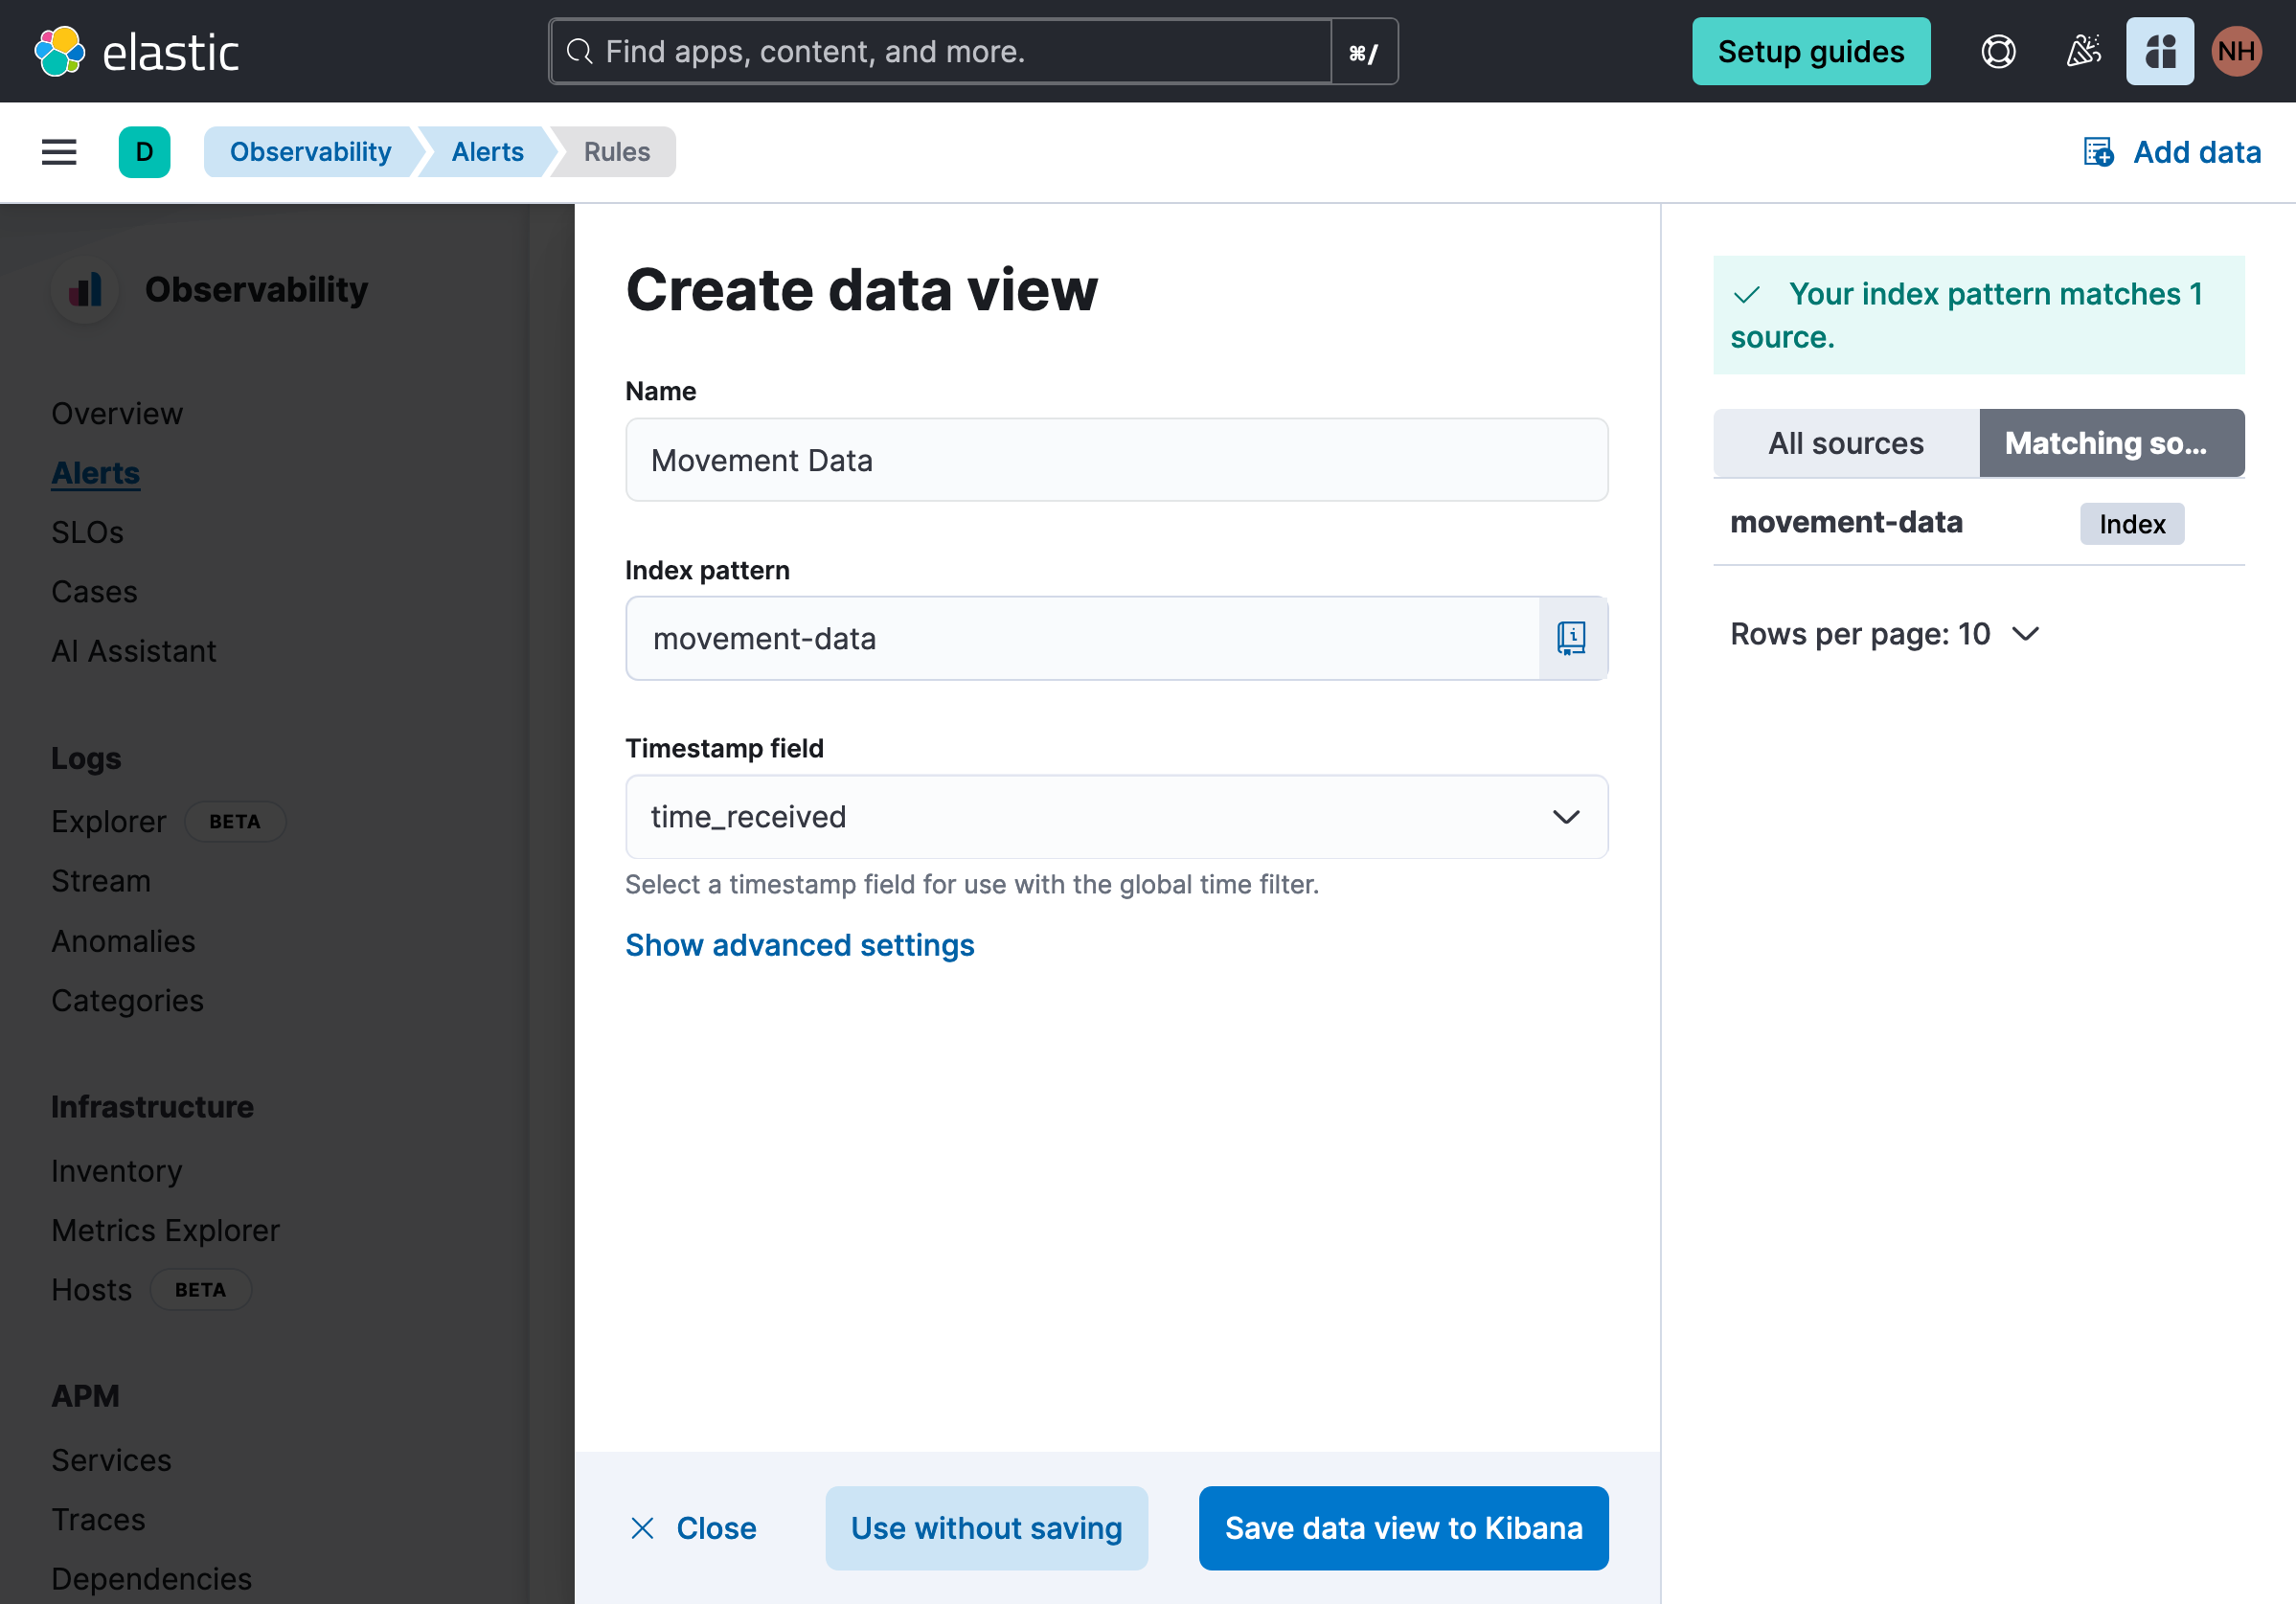 elastic
Find apps, content, and more.
⌘/
Setup guides
NH
D
Observability
Alerts
Rules
Add data
Observability
Overview
Alerts
SLOs
Cases
AI Assistant
Logs
Explorer BETA
Stream
Anomalies
Categories
Infrastructure
Inventory
Metrics Explorer
Hosts BETA
APM
Services
Traces
Dependencies
Create data view
Name
Movement Data
Index pattern
movement-data
Timestamp field
time_received
Select a timestamp field for use with the global time filter.
Show advanced settings
Close
Use without saving
Save data view to Kibana
Your index pattern matches 1
source.
All sources
Matching so...
movement-data
Index
Rows per page: 10